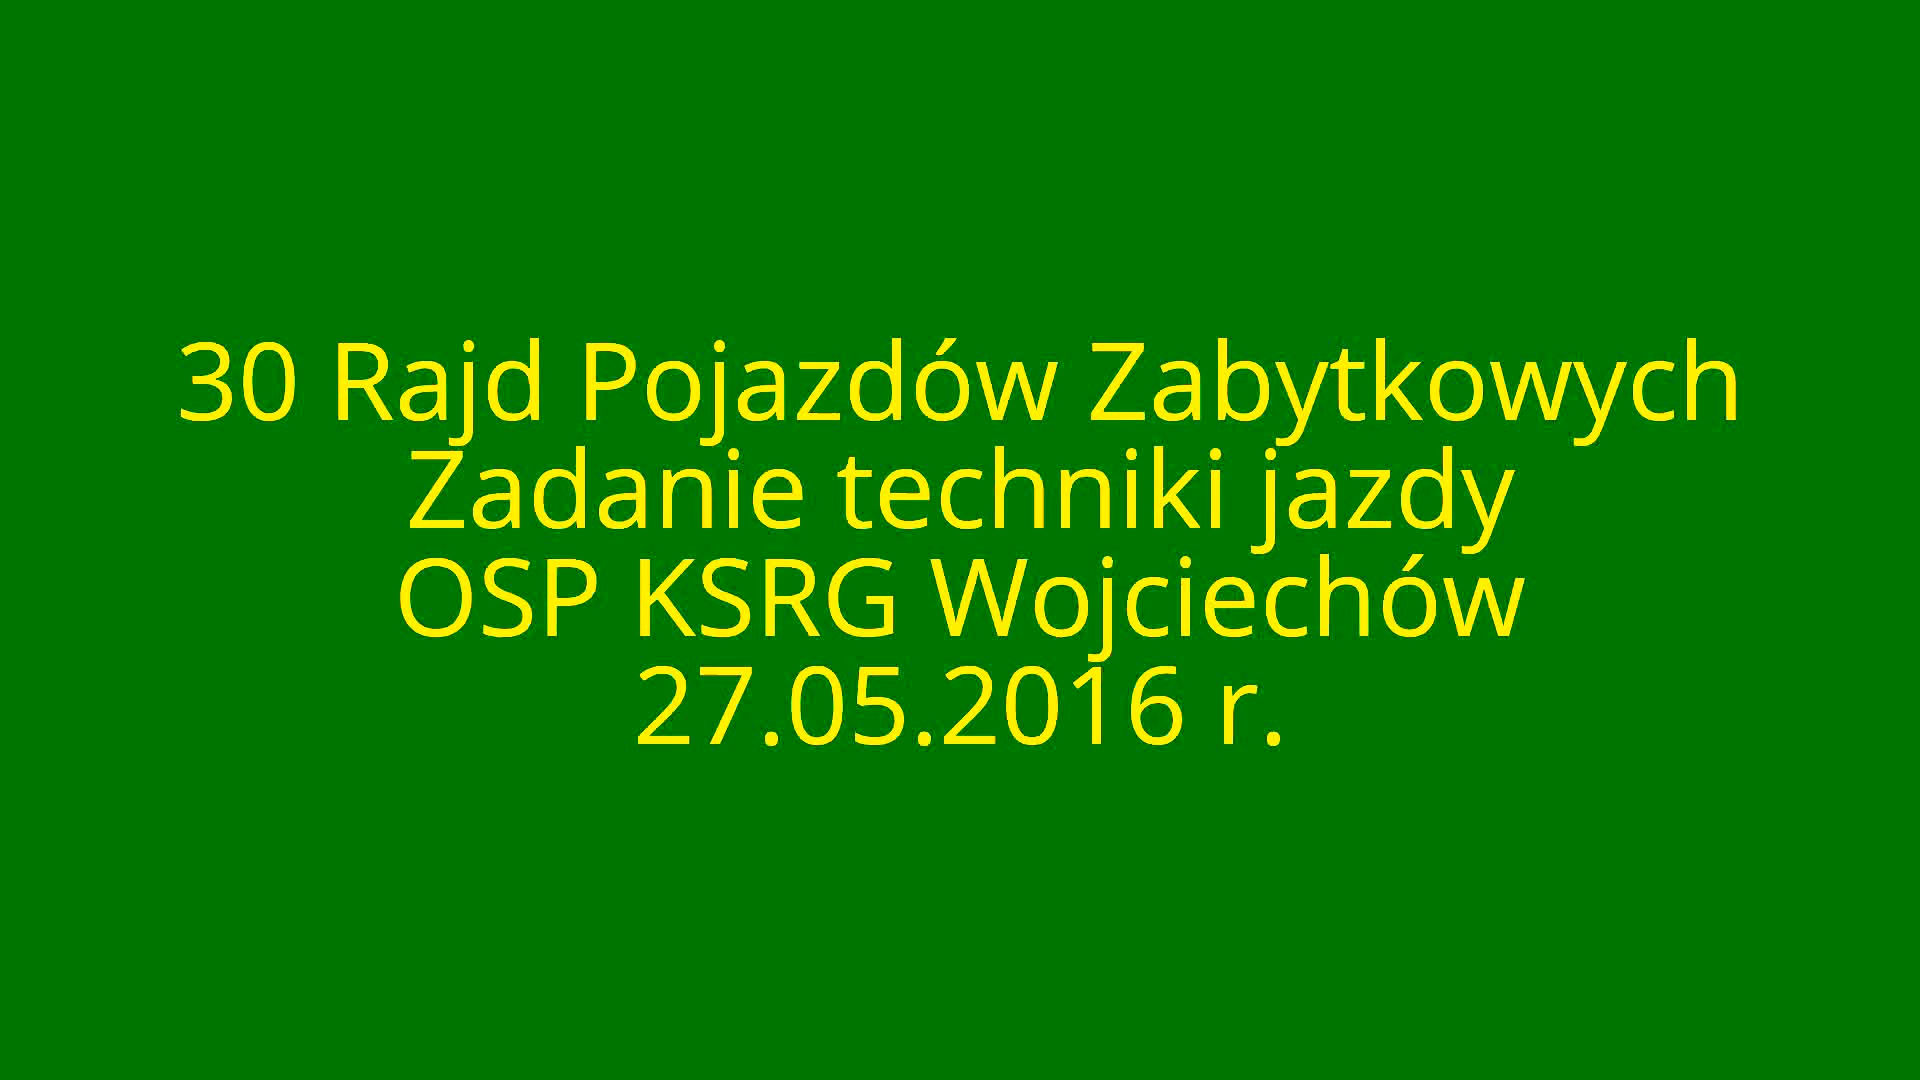 30 Rajd Pojazdów Zabytkowych
Zadanie techniki jazdy
OSP KSRG Wojciechów
27.05.2016 r.